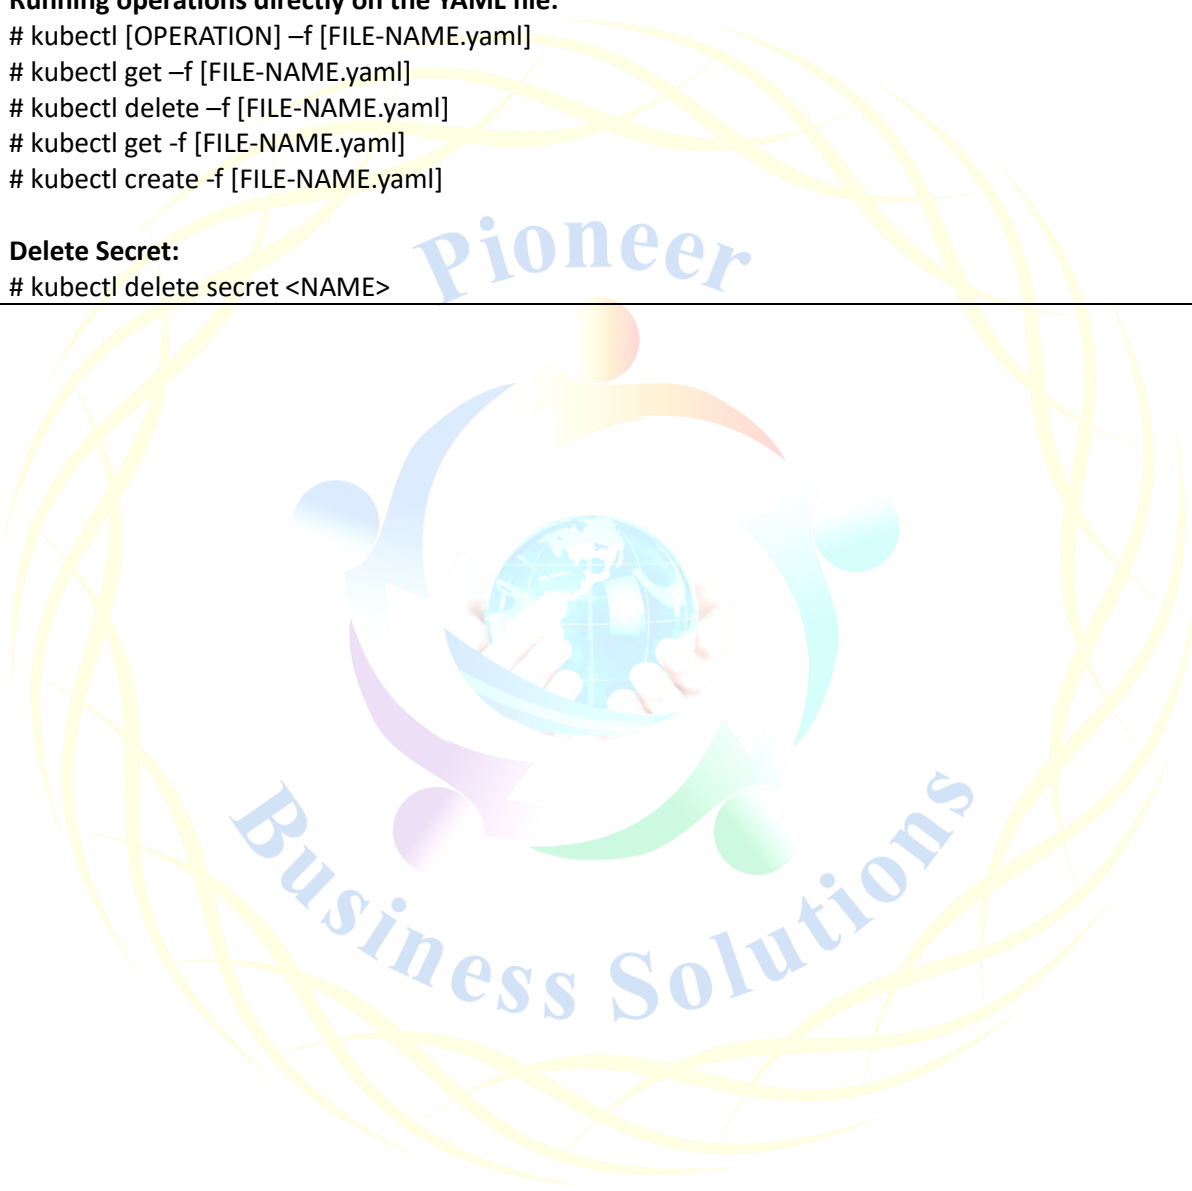 Running operations directly on the YAML file:
# kubectl [OPERATION] –f [FILE-NAME.yaml]
# kubectl get –f [FILE-NAME.yaml]
# kubectl delete –f [FILE-NAME.yaml]
# kubectl get -f [FILE-NAME.yaml]
# kubectl create -f [FILE-NAME.yaml]
Delete Secret:
# kubectl delete secret <NAME>
Pioneer
Business Solutions